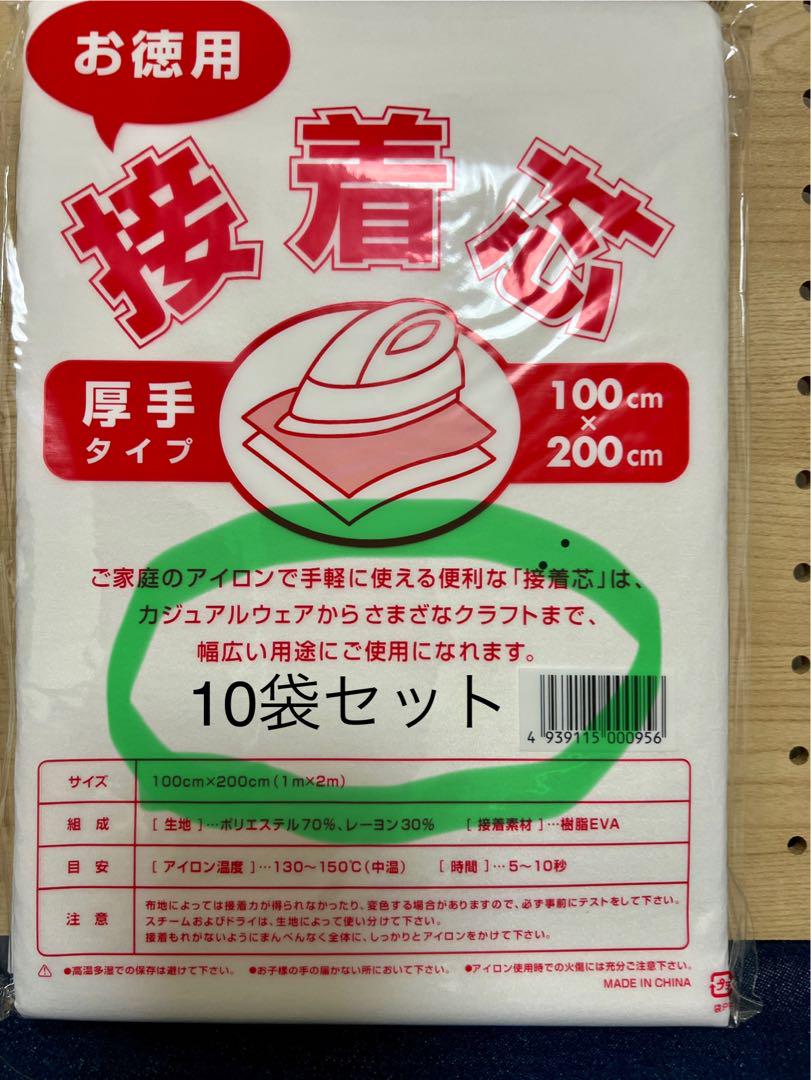 お徳用
接着芯
厚手
タイプ
100cm
×
200cm
ご家庭のアイロンで手軽に使える便利な「接着芯」は、
カジュアルウェアからさまざなクラフトまで、
幅広い用途にご使用になれます。
10袋セット
4 939115 000956
サイズ 100cm×200cm(1m×2m)
組成 [生地]…ポリエステル70%、レーヨン30% [接着素材]…樹脂EVA
目安 [アイロン温度]…130〜150℃(中温) [時間]…5〜10秒
注意 布地によっては接着力が得られなかったり、変色する場合がありますので、必ず事前にテストをして下さい。
スチームおよびドライは、生地によって使い分けて下さい。
接着もれがないようにまんべんなく全体に、しっかりとアイロンをかけて下さい。
⚠ ●高温多湿での保存は避けて下さい。 ●お子様の手の届かない所において下さい。 ●アイロン使用時での火傷には充分ご注意下さい。
MADE IN CHINA
プラ